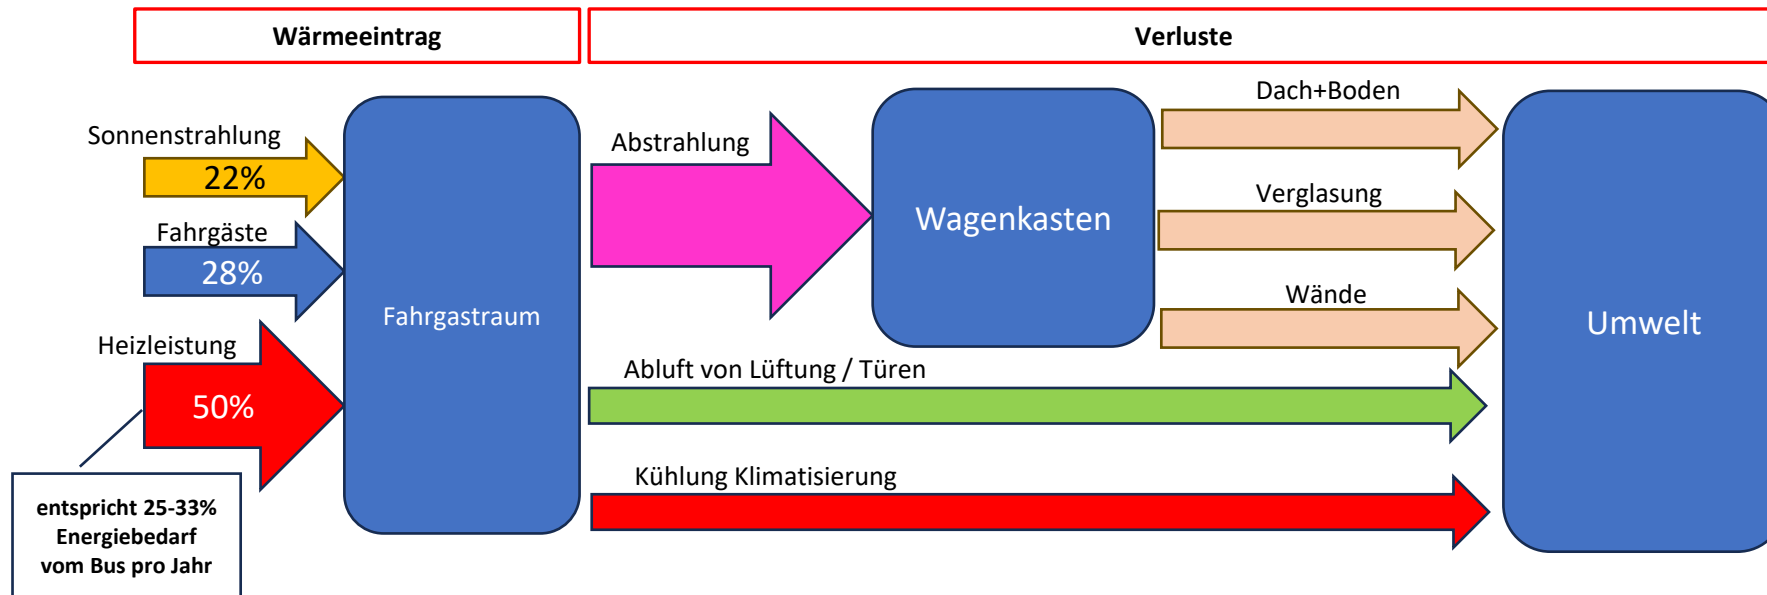 Wärmeeintrag
Verluste
Sonnenstrahlung
22%
Fahrgäste
28%
Heizleistung
50%
entspricht 25-33%
Energiebedarf
vom Bus pro Jahr
Fahrgastraum
Abstrahlung
Wagenkasten
Dach+Boden
Verglasung
Wände
Abluft von Lüftung / Türen
Kühlung Klimatisierung
Umwelt